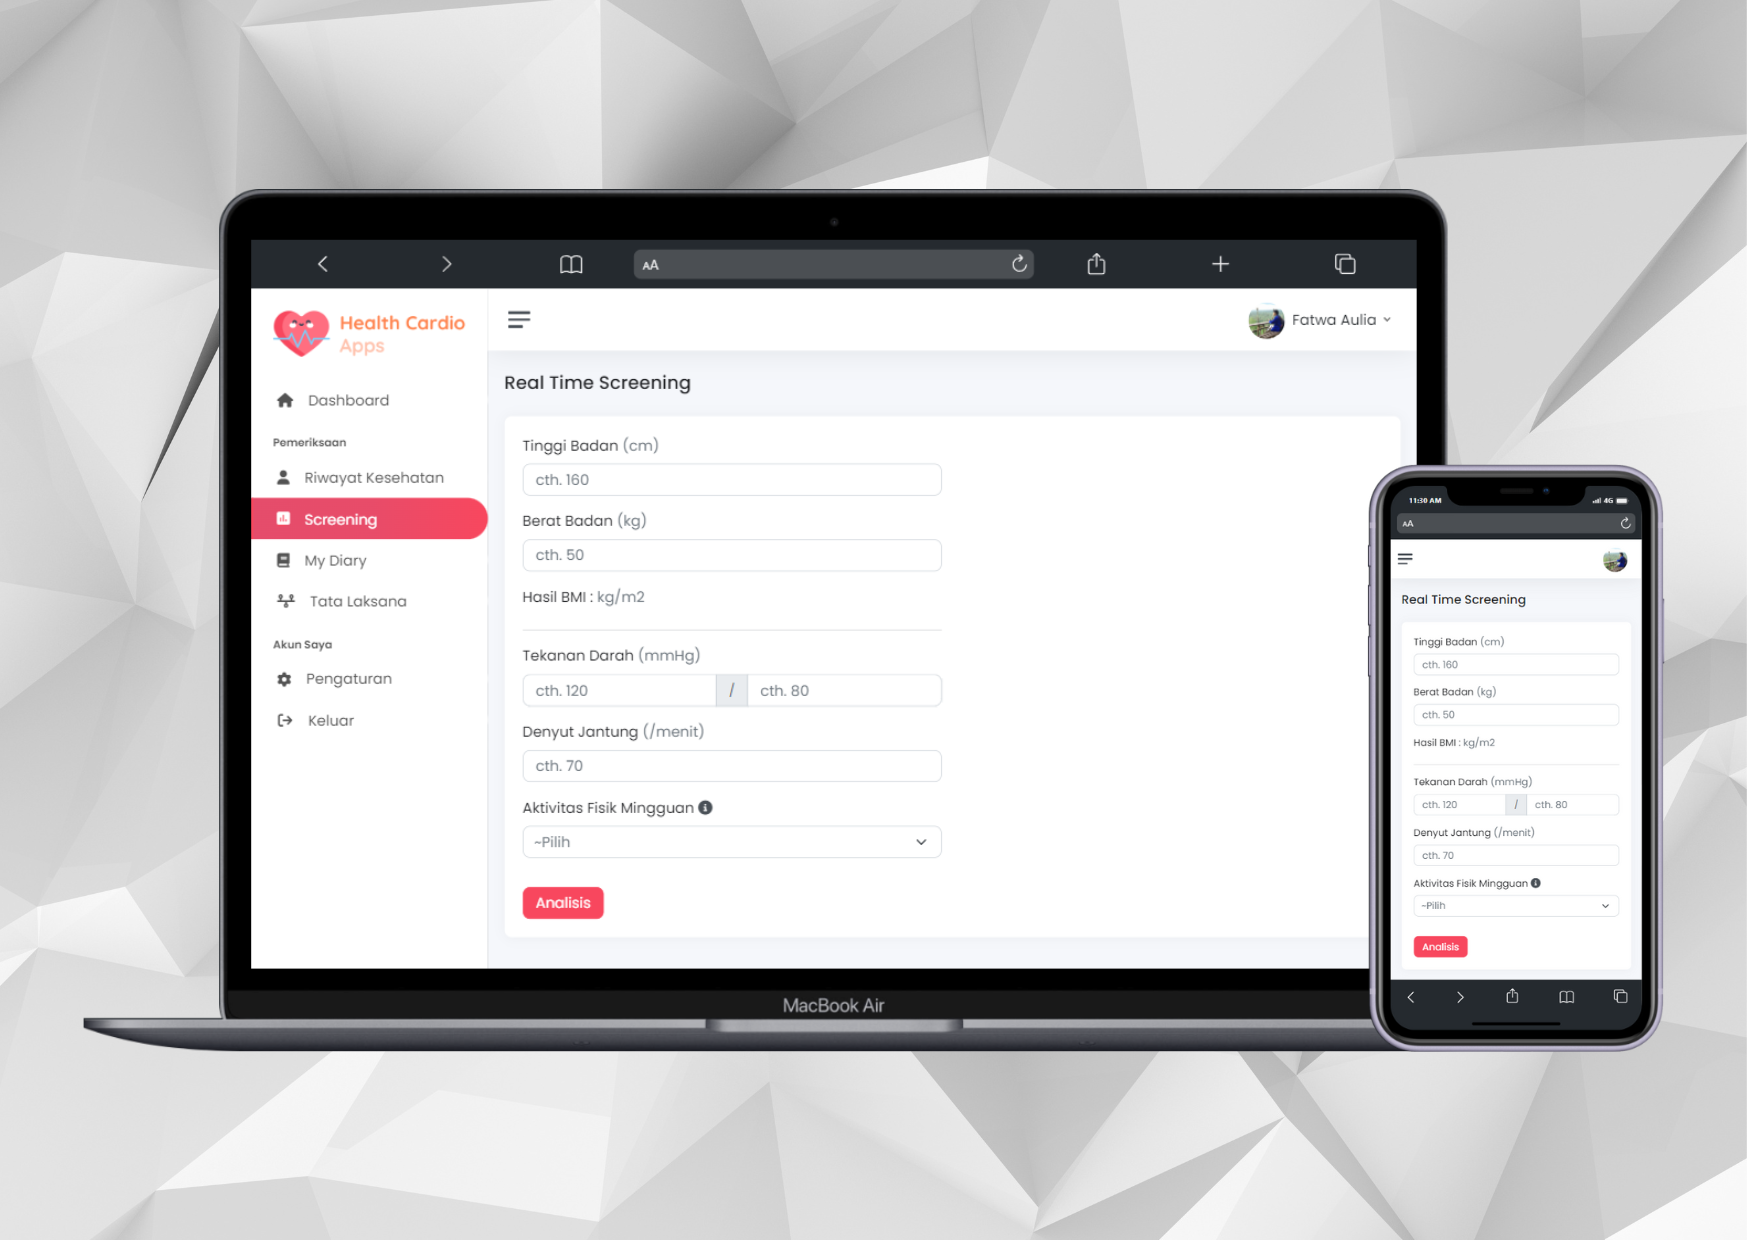 AA
Health Cardio
Apps
Fatwa Aulia
Dashboard
Pemeriksaan
Riwayat Kesehatan
Screening
My Diary
Tata Laksana
Akun Saya
Pengaturan
Keluar
Real Time Screening
Tinggi Badan (cm)
cth. 160
Berat Badan (kg)
cth. 50
Hasil BMI : kg/m2
Tekanan Darah (mmHg)
cth. 120 / cth. 80
Denyut Jantung (/menit)
cth. 70
Aktivitas Fisik Mingguan
~Pilih
Analisis
MacBook Air
11:30 AM 4G
AA
Real Time Screening
Tinggi Badan (cm)
cth. 160
Berat Badan (kg)
cth. 50
Hasil BMI : kg/m2
Tekanan Darah (mmHg)
cth. 120 / cth. 80
Denyut Jantung (/menit)
cth. 70
Aktivitas Fisik Mingguan
~Pilih
Analisis